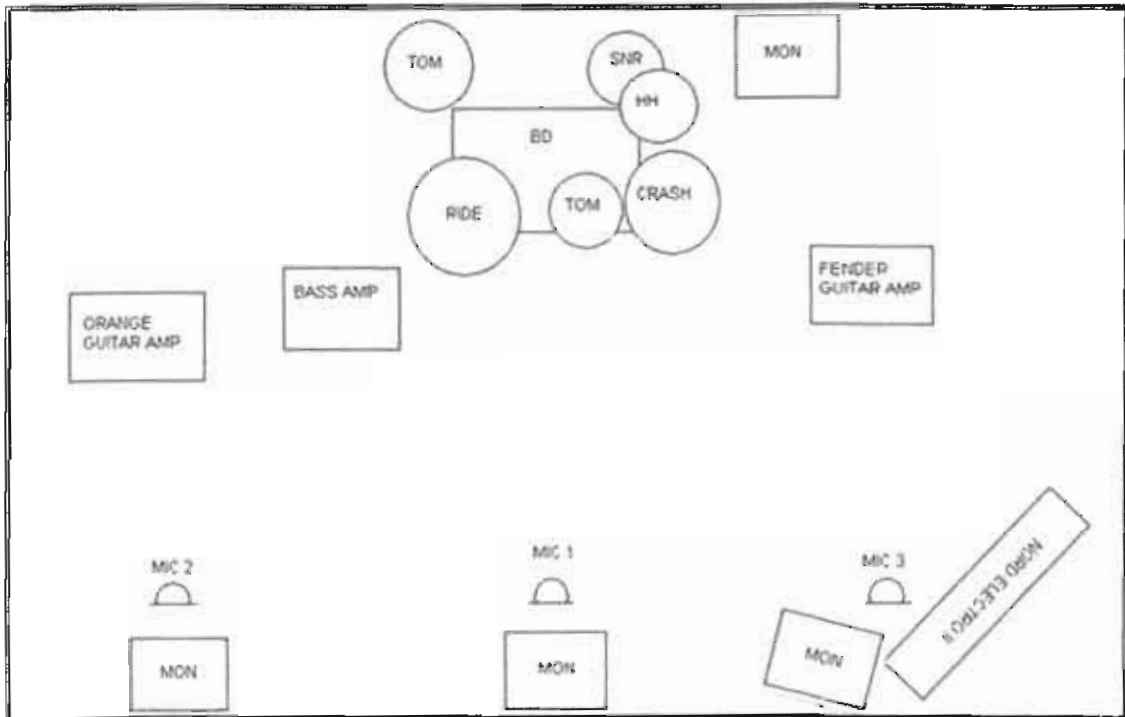 TOM
SNR
MON
HH
BD
RIDE
TOM
CRASH
BASS AMP
FENDER
GUITAR AMP
ORANGE
GUITAR AMP
MIC 2
MIC 1
MIC 3
NORD ELECTRO II
MON
MON
MON